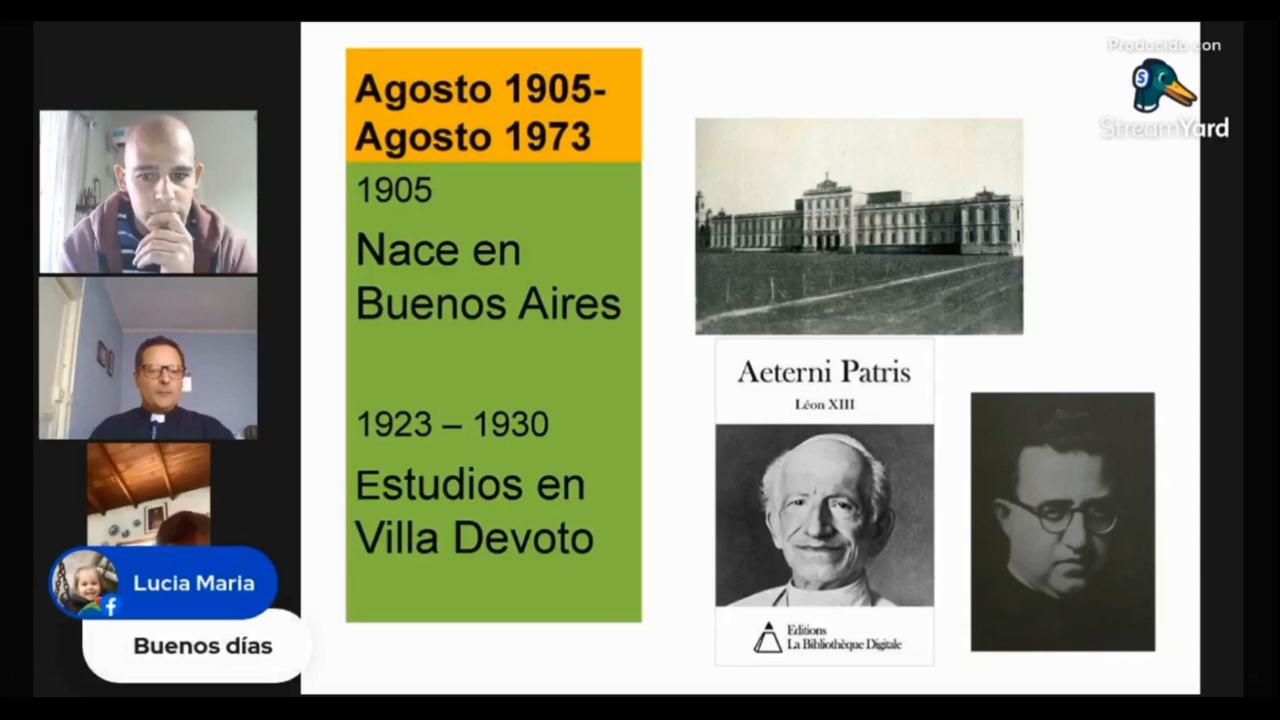 Producido con
StreamYard
Agosto 1905-
Agosto 1973
1905
Nace en
Buenos Aires
1923 – 1930
Estudios en
Villa Devoto
Aeterni Patris
Léon XIII
Editions
La Bibliothèque Digitale
Lucia Maria
Buenos días